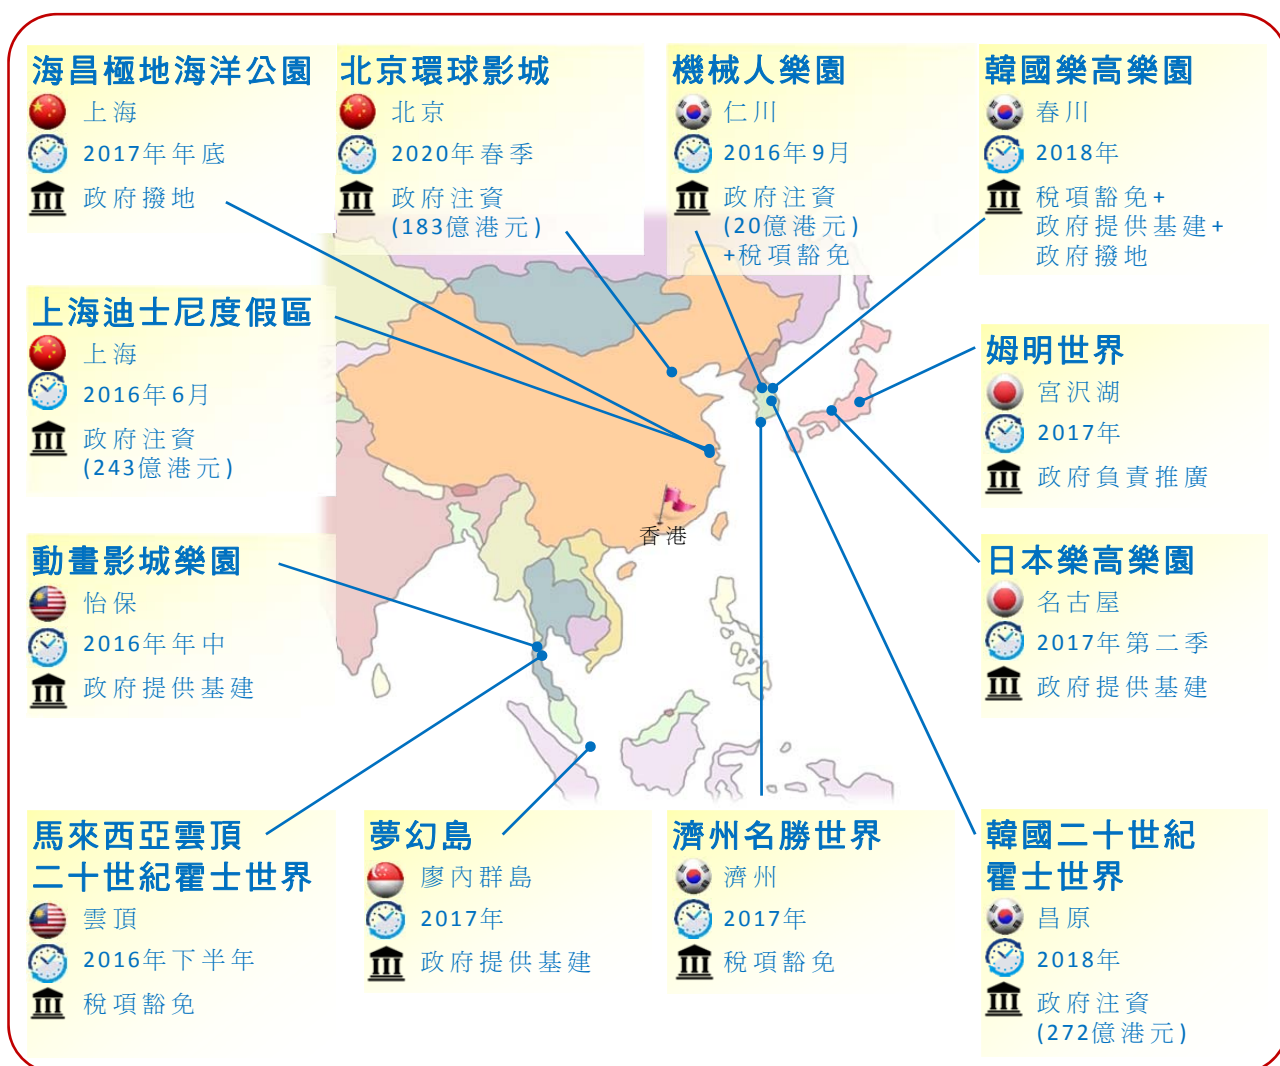 海昌極地海洋公園
上海
2017年年底
政府撥地
北京環球影城
北京
2020年春季
政府注資
(183億港元)
機械人樂園
仁川
2016年9月
政府注資
(20億港元)
+稅項豁免
韓國樂高樂園
春川
2018年
稅項豁免+
政府提供基建+
政府撥地
上海迪士尼度假區
上海
2016年6月
政府注資
(243億港元)
姆明世界
宮沢湖
2017年
政府負責推廣
香港
動畫影城樂園
怡保
2016年年中
政府提供基建
日本樂高樂園
名古屋
2017年第二季
政府提供基建
馬來西亞雲頂
二十世紀霍士世界
雲頂
2016年下半年
稅項豁免
夢幻島
廖內群島
2017年
政府提供基建
濟州名勝世界
濟州
2017年
稅項豁免
韓國二十世紀
霍士世界
昌原
2018年
政府注資
(272億港元)